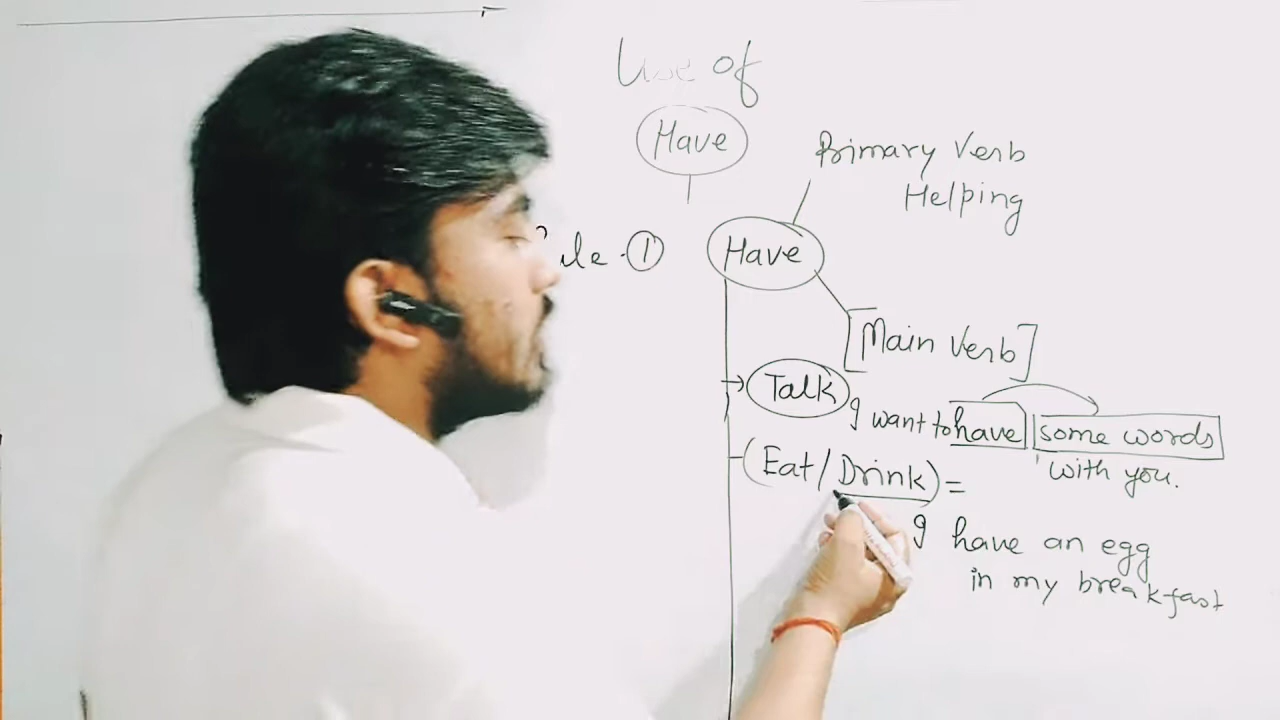 Use of
Have
Primary Verb
Helping
Rule - ①
Have
[Main Verb]
Talk
I want to have some words
with you.
(Eat/Drink) =
I have an egg
in my breakfast